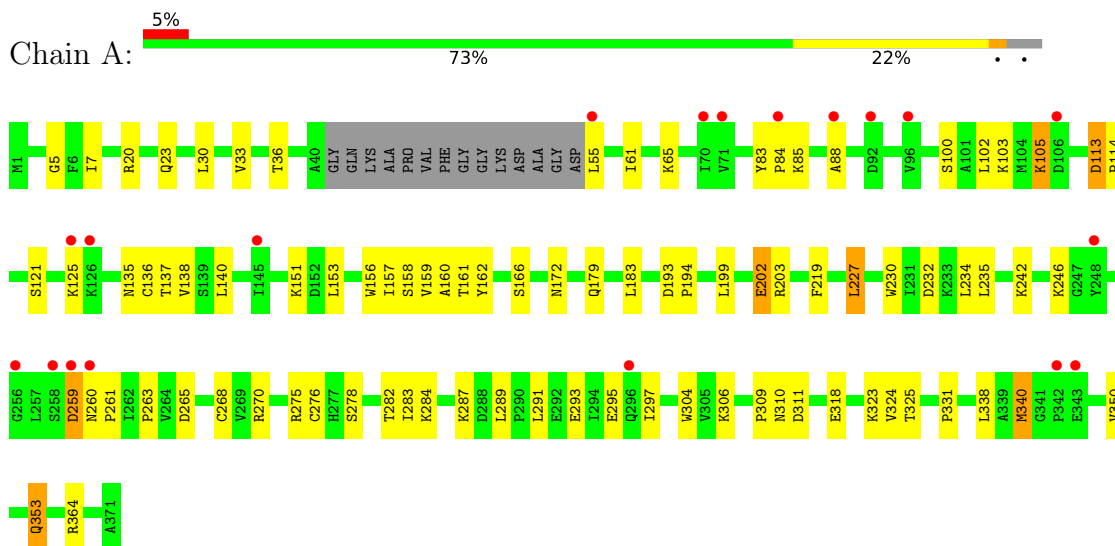 5%
Chain A:
73% 22% . .
M1 G5 F6 I7 R20 Q23 L30 V33 T36 A40 GLY GLN LYS ALA PRO VAL PHE GLY GLY LYS ASP ALA GLY ASP L55 I61 K65 I70 V71 Y83 P84 K85 A88 D92 V96 S100 A101 L102 K103 M104 K105 D106 D113
S121 K125 K126 N135 C136 T137 V138 S139 L140 I145 K151 D152 L153 W156 I157 S158 V159 A160 T161 Y162 S166 N172 Q179 L183 D193 P194 L199 E202 R203 F219 L227 W230 I231 D232 K233 L234 L235 K242 K246 G247 Y248
G256 L257 S258 D259 N260 P261 I262 P263 V264 D265 C268 V269 R270 R275 C276 H277 S278 T282 I283 K284 K287 D288 L289 P290 L291 E292 E293 I294 E295 Q296 I297 W304 V305 K306 P309 N310 D311 E318 K323 V324 T325 P331 L338 A339 M340 G341 P342 E343
Q353 R364 A371